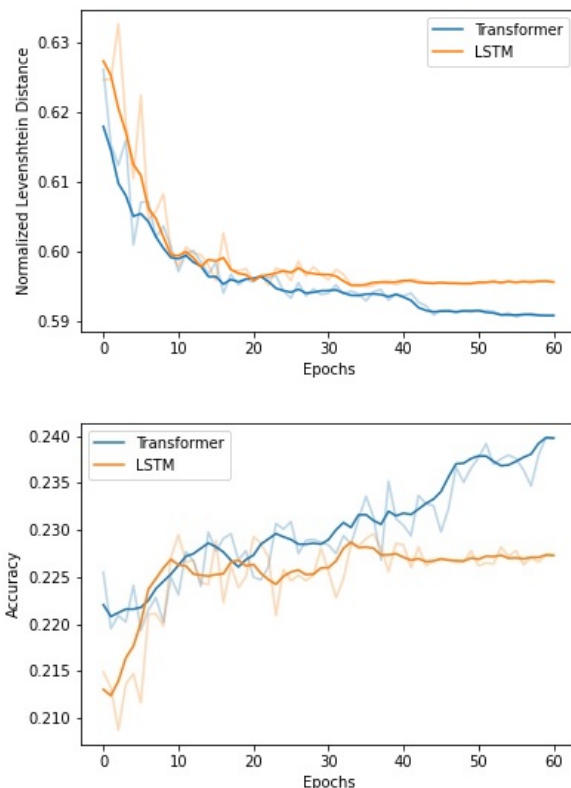 Normalized Levenshtein Distance
0.63
0.62
0.61
0.60
0.59
Transformer
LSTM
0 10 20 30 40 50 60
Epochs
Accuracy
0.240
0.235
0.230
0.225
0.220
0.215
0.210
Transformer
LSTM
0 10 20 30 40 50 60
Epochs